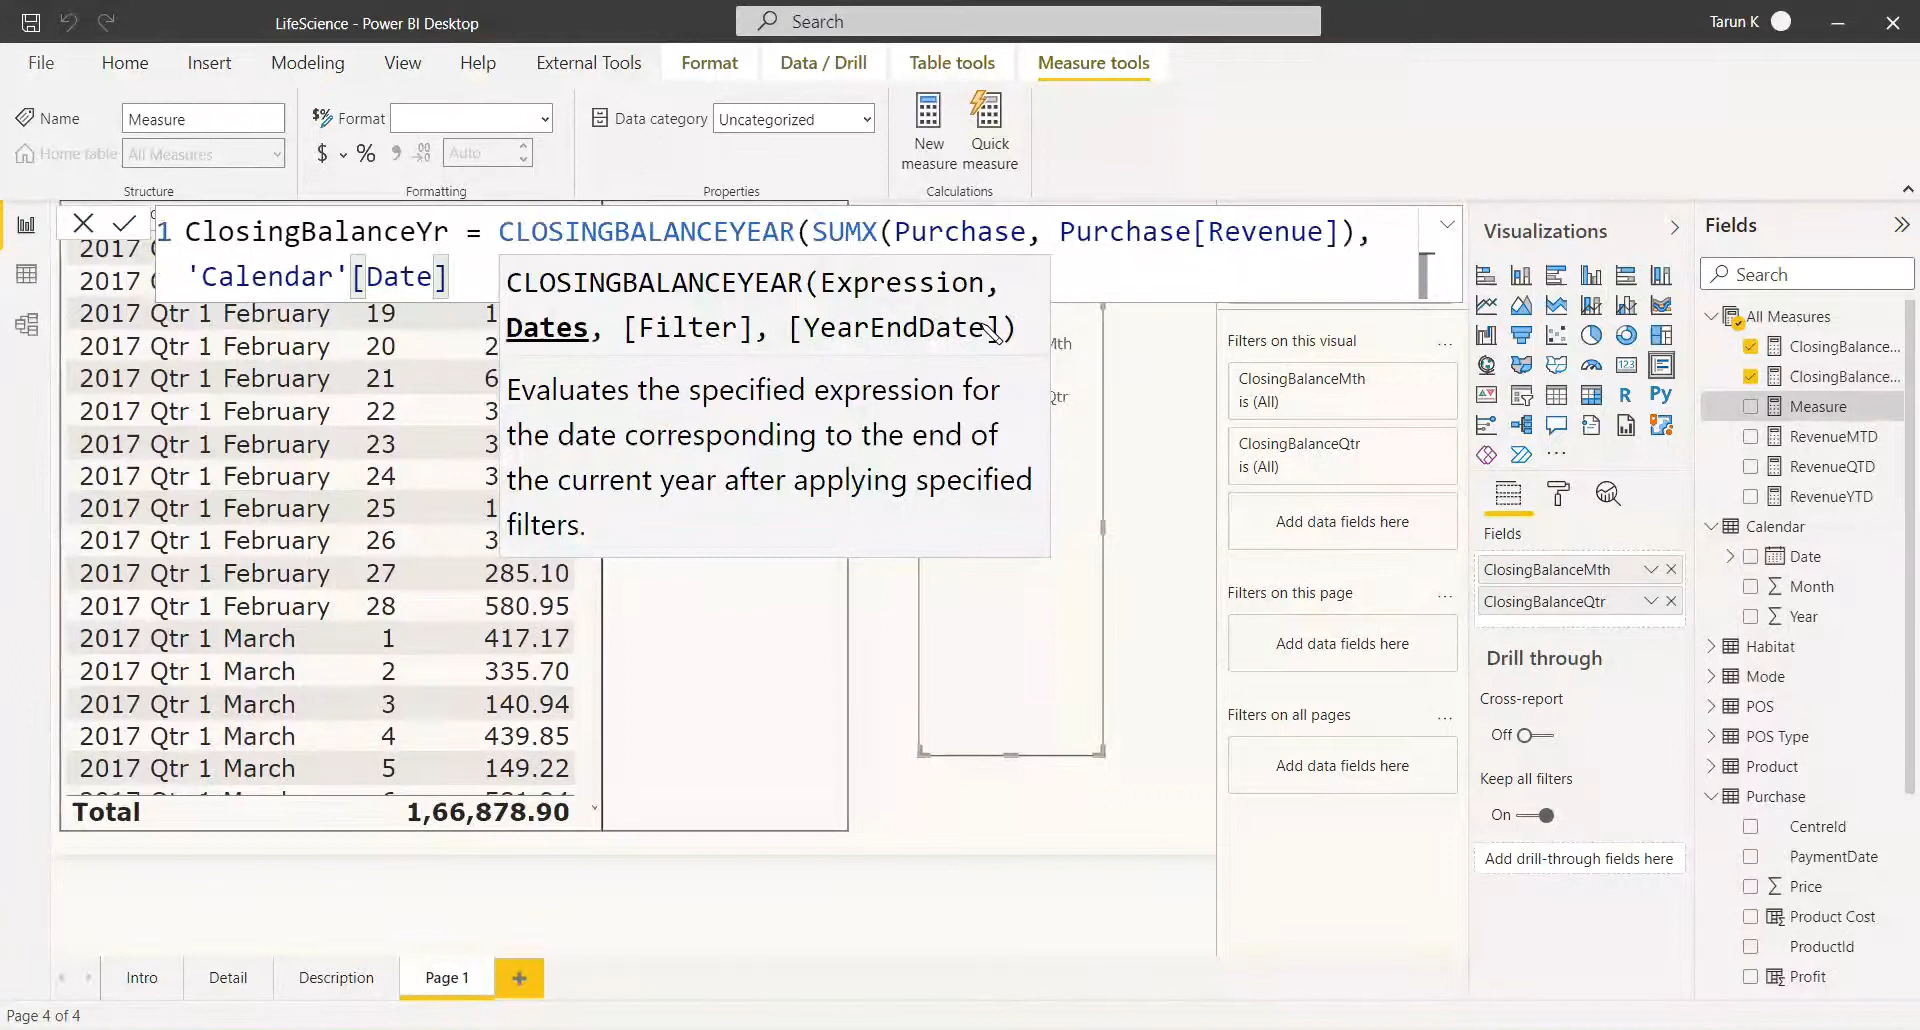 LifeScience - Power BI Desktop
Search
Tarun K
File Home Insert Modeling View Help External Tools Format Data / Drill Table tools Measure tools
Name Measure
Home table All Measures
Structure
Format
$ % Auto
Formatting
Data category Uncategorized
Properties
New measure
Quick measure
Calculations
1 ClosingBalanceYr = CLOSINGBALANCEYEAR(SUMX(Purchase, Purchase[Revenue]),
'Calendar'[Date]
CLOSINGBALANCEYEAR(Expression,
Dates, [Filter], [YearEndDate])
Evaluates the specified expression for
the date corresponding to the end of
the current year after applying specified
filters.
2017
2017
2017 Qtr 1 February 19 1
2017 Qtr 1 February 20 2
2017 Qtr 1 February 21 6
2017 Qtr 1 February 22 3
2017 Qtr 1 February 23 3
2017 Qtr 1 February 24 3
2017 Qtr 1 February 25 1
2017 Qtr 1 February 26 3
2017 Qtr 1 February 27 285.10
2017 Qtr 1 February 28 580.95
2017 Qtr 1 March 1 417.17
2017 Qtr 1 March 2 335.70
2017 Qtr 1 March 3 140.94
2017 Qtr 1 March 4 439.85
2017 Qtr 1 March 5 149.22
Total 1,66,878.90
Mth
Qtr
Filters on this visual ...
ClosingBalanceMth
is (All)
ClosingBalanceQtr
is (All)
Add data fields here
Filters on this page ...
Add data fields here
Filters on all pages ...
Add data fields here
Visualizations
123
R Py
...
Fields
ClosingBalanceMth
ClosingBalanceQtr
Drill through
Cross-report
Off
Keep all filters
On
Add drill-through fields here
Fields
Search
All Measures
ClosingBalance...
ClosingBalance...
Measure
RevenueMTD
RevenueQTD
RevenueYTD
Calendar
Date
Month
Year
Habitat
Mode
POS
POS Type
Product
Purchase
CentreId
PaymentDate
Price
Product Cost
ProductId
Profit
Intro Detail Description Page 1 +
Page 4 of 4